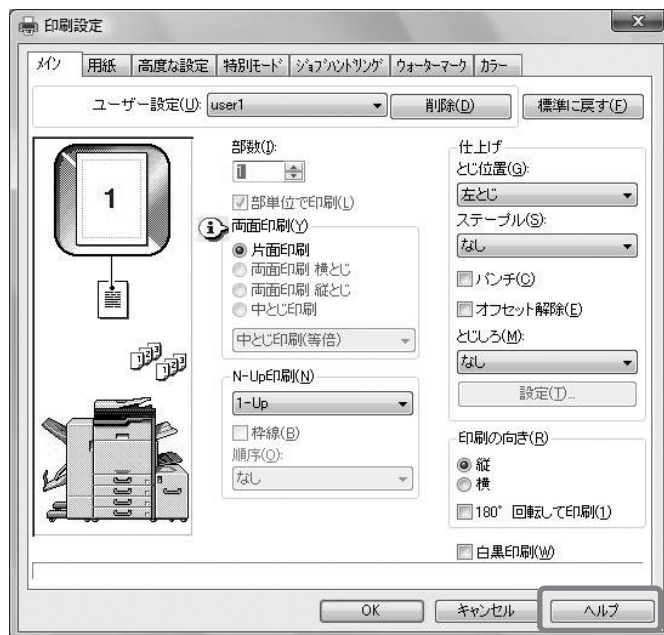 印刷設定
メイン 用紙 高度な設定 特別モード ジョブハンドリング ウォーターマーク カラー
ユーザー設定(U): user1 削除(D) 標準に戻す(F)
1
123
123
部数(I):
1
部単位で印刷(L)
両面印刷(Y)
片面印刷
両面印刷 横とじ
両面印刷 縦とじ
中とじ印刷
中とじ印刷(等倍)
N-Up印刷(N)
1-Up
枠線(B)
順序(O):
なし
仕上げ
とじ位置(G):
左とじ
ステープル(S):
なし
パンチ(C)
オフセット解除(E)
とじしろ(M):
なし
設定(T)...
印刷の向き(R)
縦
横
180° 回転して印刷(1)
白黒印刷(W)
OK キャンセル ヘルプ